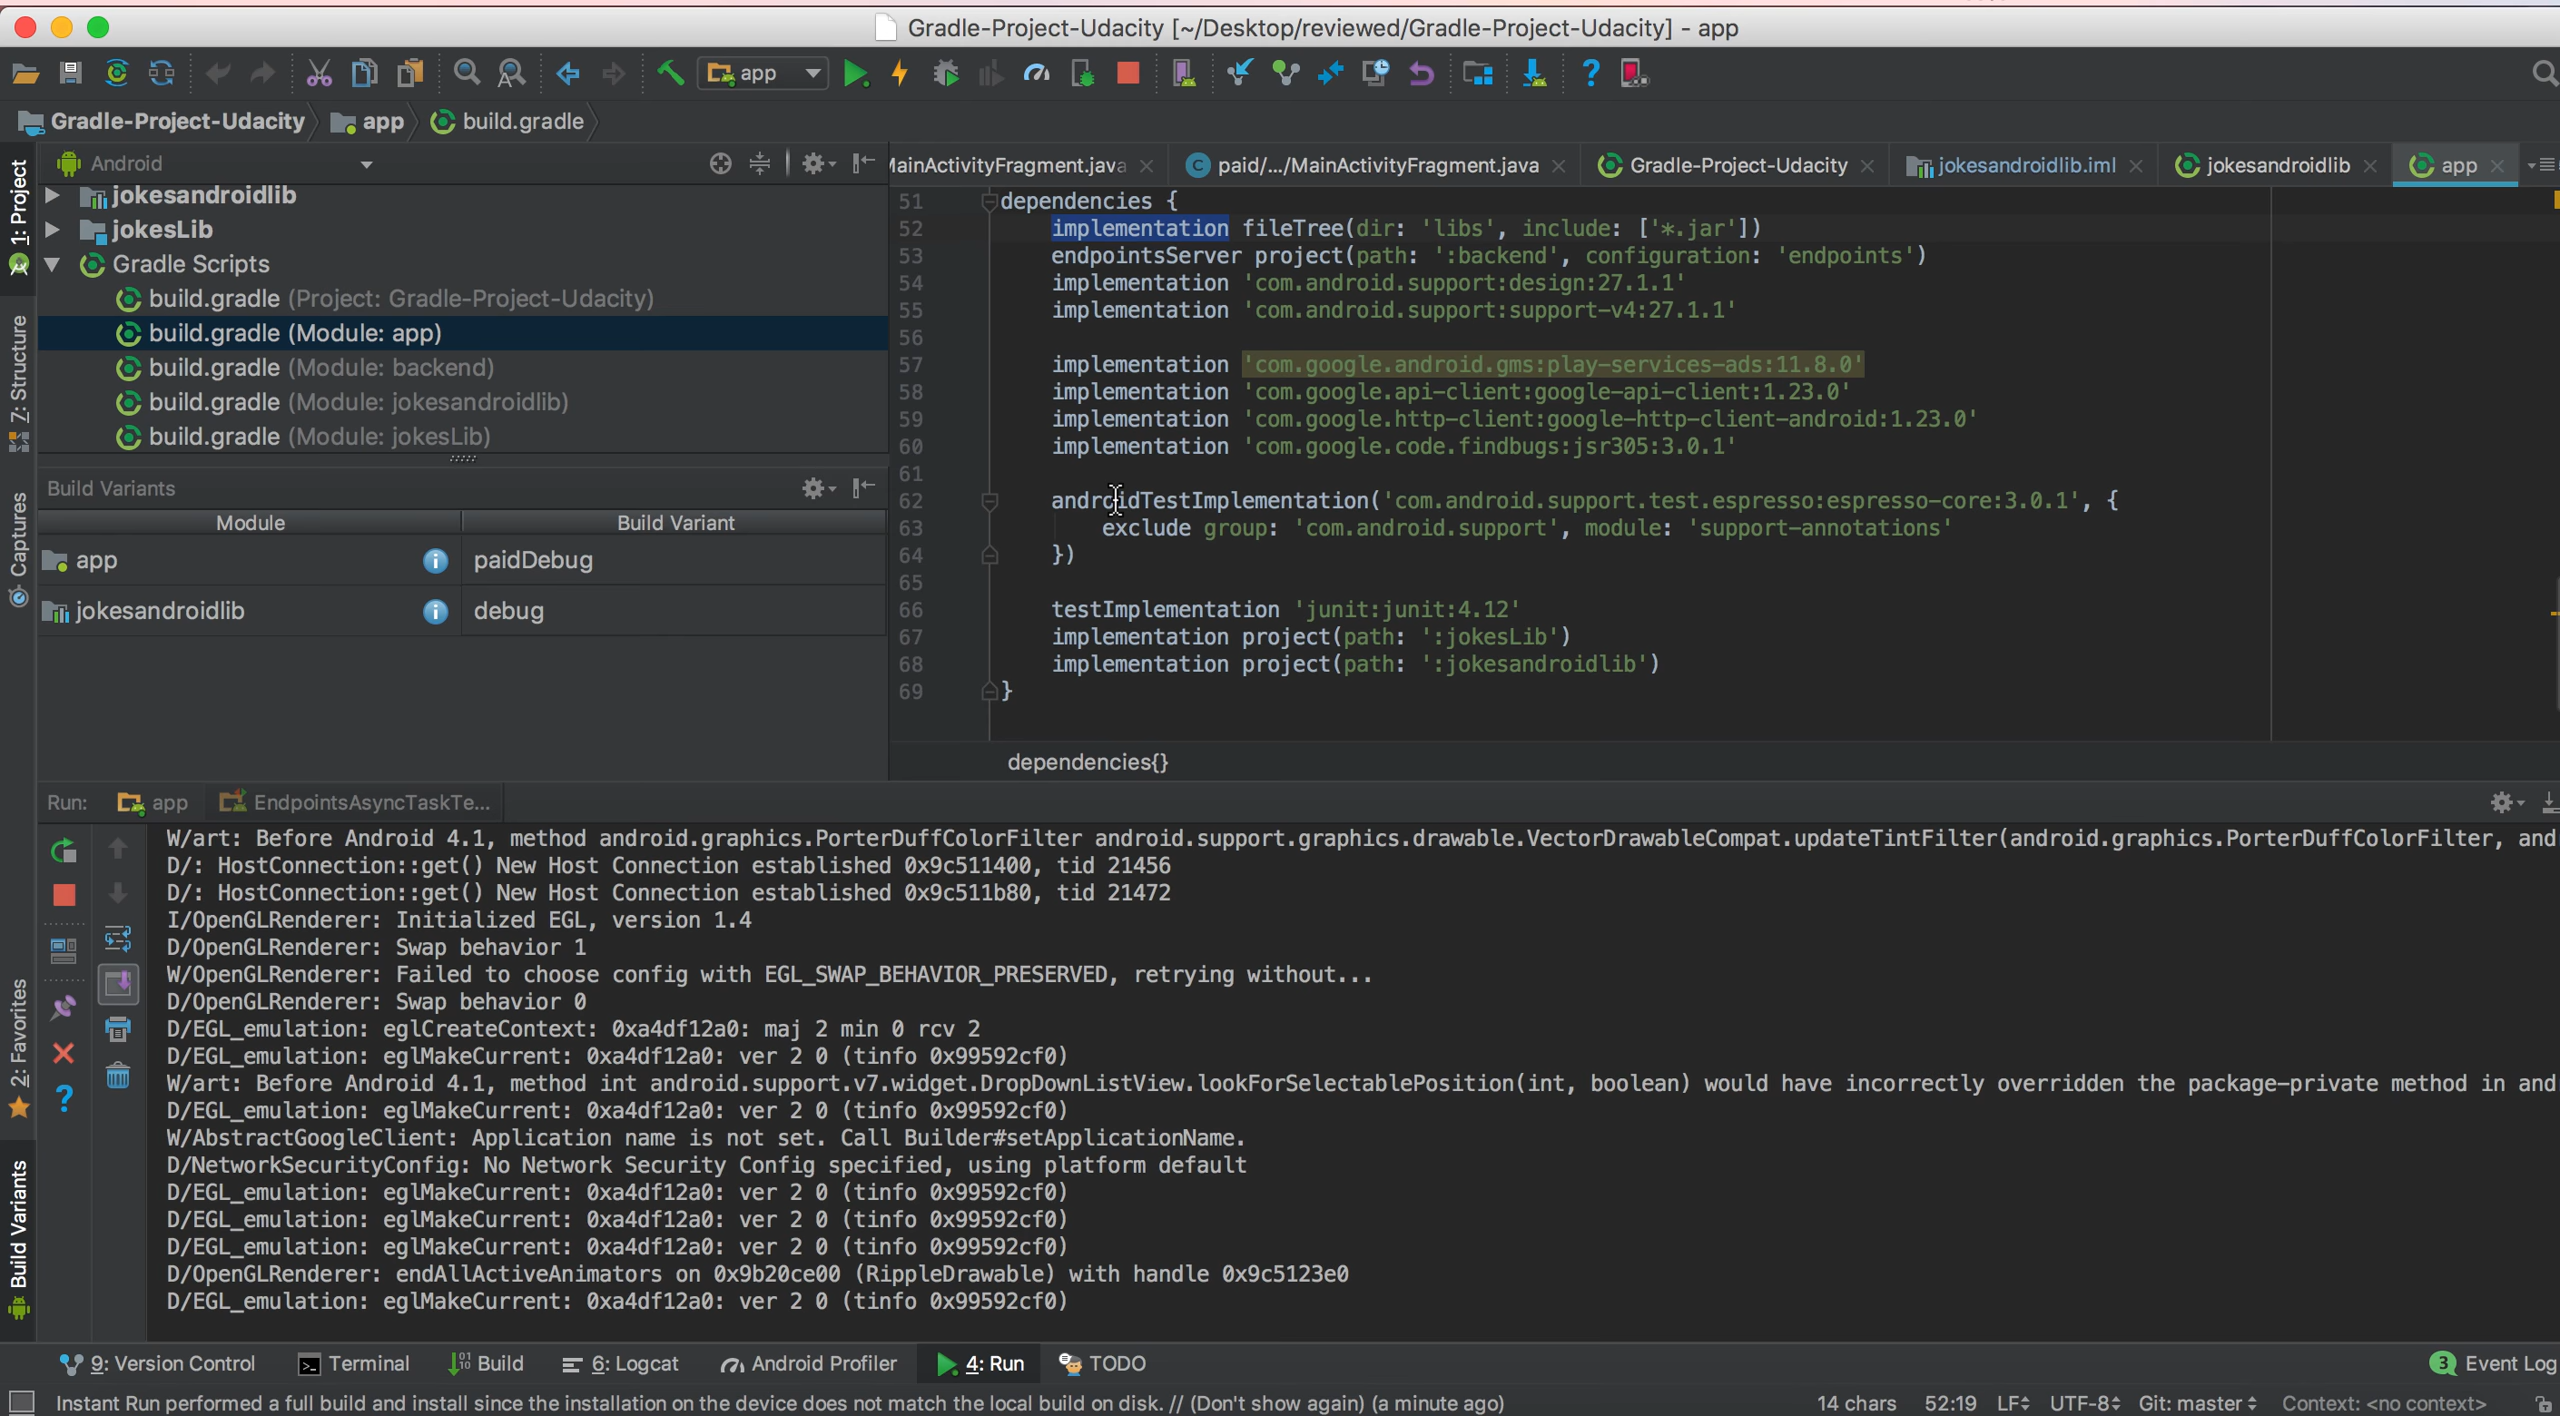 Gradle-Project-Udacity [~/Desktop/reviewed/Gradle-Project-Udacity] - app
app
Gradle-Project-Udacity app build.gradle
1: Project
7: Structure
Captures
2: Favorites
Build Variants
Android
jokesandroidlib
jokesLib
Gradle Scripts
build.gradle (Project: Gradle-Project-Udacity)
build.gradle (Module: app)
build.gradle (Module: backend)
build.gradle (Module: jokesandroidlib)
build.gradle (Module: jokesLib)
Build Variants
Module Build Variant
app paidDebug
jokesandroidlib debug
MainActivityFragment.java paid/.../MainActivityFragment.java Gradle-Project-Udacity jokesandroidlib.iml jokesandroidlib app
51 dependencies {
52 implementation fileTree(dir: 'libs', include: ['*.jar'])
53 endpointsServer project(path: ':backend', configuration: 'endpoints')
54 implementation 'com.android.support:design:27.1.1'
55 implementation 'com.android.support:support-v4:27.1.1'
56
57 implementation 'com.google.android.gms:play-services-ads:11.8.0'
58 implementation 'com.google.api-client:google-api-client:1.23.0'
59 implementation 'com.google.http-client:google-http-client-android:1.23.0'
60 implementation 'com.google.code.findbugs:jsr305:3.0.1'
61
62 androidTestImplementation('com.android.support.test.espresso:espresso-core:3.0.1', {
63 exclude group: 'com.android.support', module: 'support-annotations'
64 })
65
66 testImplementation 'junit:junit:4.12'
67 implementation project(path: ':jokesLib')
68 implementation project(path: ':jokesandroidlib')
69 }
dependencies{}
Run: app EndpointsAsyncTaskTe...
W/art: Before Android 4.1, method android.graphics.PorterDuffColorFilter android.support.graphics.drawable.VectorDrawableCompat.updateTintFilter(android.graphics.PorterDuffColorFilter, and
D/: HostConnection::get() New Host Connection established 0x9c511400, tid 21456
D/: HostConnection::get() New Host Connection established 0x9c511b80, tid 21472
I/OpenGLRenderer: Initialized EGL, version 1.4
D/OpenGLRenderer: Swap behavior 1
W/OpenGLRenderer: Failed to choose config with EGL_SWAP_BEHAVIOR_PRESERVED, retrying without...
D/OpenGLRenderer: Swap behavior 0
D/EGL_emulation: eglCreateContext: 0xa4df12a0: maj 2 min 0 rcv 2
D/EGL_emulation: eglMakeCurrent: 0xa4df12a0: ver 2 0 (tinfo 0x99592cf0)
W/art: Before Android 4.1, method int android.support.v7.widget.DropDownListView.lookForSelectablePosition(int, boolean) would have incorrectly overridden the package-private method in and
D/EGL_emulation: eglMakeCurrent: 0xa4df12a0: ver 2 0 (tinfo 0x99592cf0)
W/AbstractGoogleClient: Application name is not set. Call Builder#setApplicationName.
D/NetworkSecurityConfig: No Network Security Config specified, using platform default
D/EGL_emulation: eglMakeCurrent: 0xa4df12a0: ver 2 0 (tinfo 0x99592cf0)
D/EGL_emulation: eglMakeCurrent: 0xa4df12a0: ver 2 0 (tinfo 0x99592cf0)
D/EGL_emulation: eglMakeCurrent: 0xa4df12a0: ver 2 0 (tinfo 0x99592cf0)
D/OpenGLRenderer: endAllActiveAnimators on 0x9b20ce00 (RippleDrawable) with handle 0x9c5123e0
D/EGL_emulation: eglMakeCurrent: 0xa4df12a0: ver 2 0 (tinfo 0x99592cf0)
9: Version Control Terminal Build 6: Logcat Android Profiler 4: Run TODO 3 Event Log
Instant Run performed a full build and install since the installation on the device does not match the local build on disk. // (Don't show again) (a minute ago) 14 chars 52:19 LF UTF-8 Git: master Context: <no context>